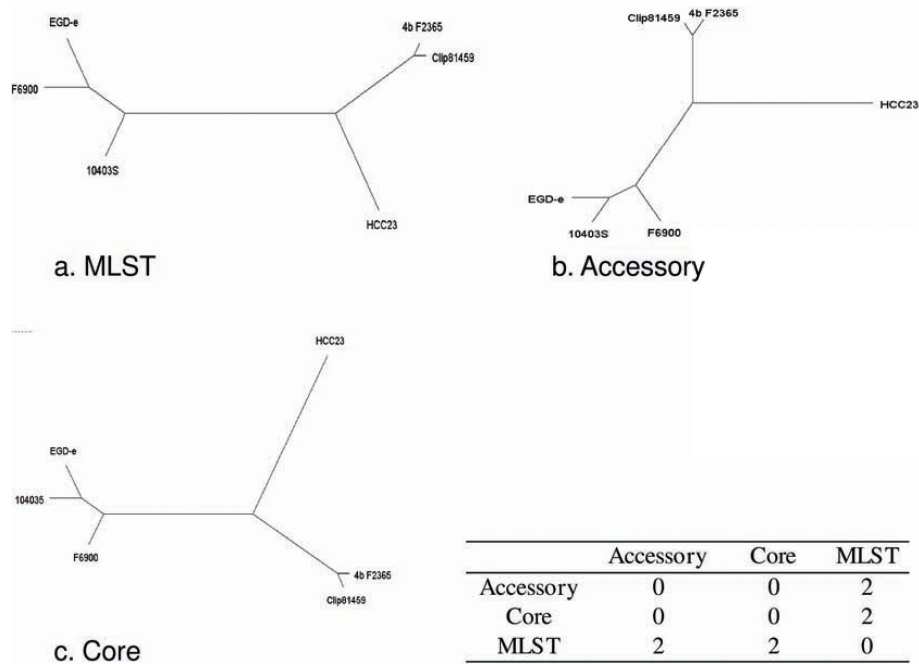 EGD-e
F6900
10403S
4b F2365
Clip81459
HCC23
a. MLST
Clip81459 4b F2365
HCC23
EGD-e
10403S
F6900
b. Accessory
HCC23
EGD-e
10403S
F6900
4b F2365
Clip81459
c. Core
Accessory Core MLST
Accessory 0 0 2
Core 0 0 2
MLST 2 2 0